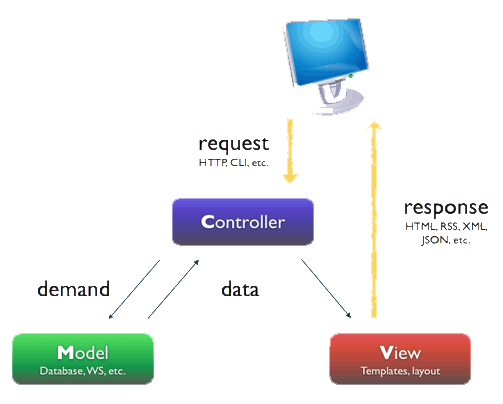 request
HTTP, CLI, etc.
Controller
response
HTML, RSS, XML,
JSON, etc.
demand
data
Model
Database, WS, etc.
View
Templates, layout